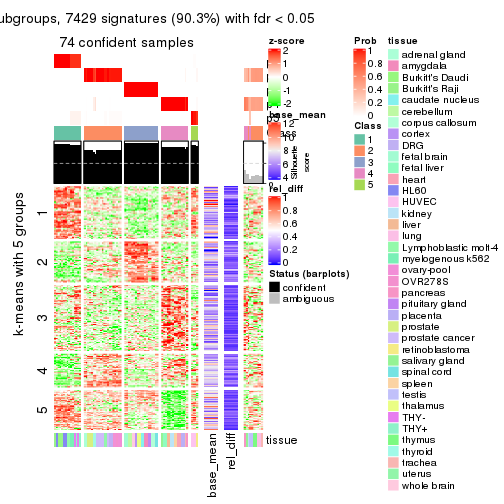 ubgroups, 7429 signatures (90.3%) with fdr < 0.05
74 confident samples
z-score
2
1
0
-1
-2
base_mean
12
10
8
6
4
rel_diff
1
0.8
0.6
0.4
0.2
0
Status (barplots)
confident
ambiguous
Silhouette
score
Prob
1
0.8
0.6
0.4
0.2
0
Class
1
2
3
4
5
tissue
adrenal gland
amygdala
Burkitt's Daudi
Burkitt's Raji
caudate nucleus
cerebellum
corpus callosum
cortex
DRG
fetal brain
fetal liver
heart
HL60
HUVEC
kidney
liver
lung
Lymphoblastic molt-4
myelogenous k562
ovary-pool
OVR278S
pancreas
pituitary gland
placenta
prostate
prostate cancer
retinoblastoma
salivary gland
spinal cord
spleen
testis
thalamus
THY-
THY+
thymus
thyroid
trachea
uterus
whole brain
k-means with 5 groups
1
2
3
4
5
tissue
base_mean
rel_diff